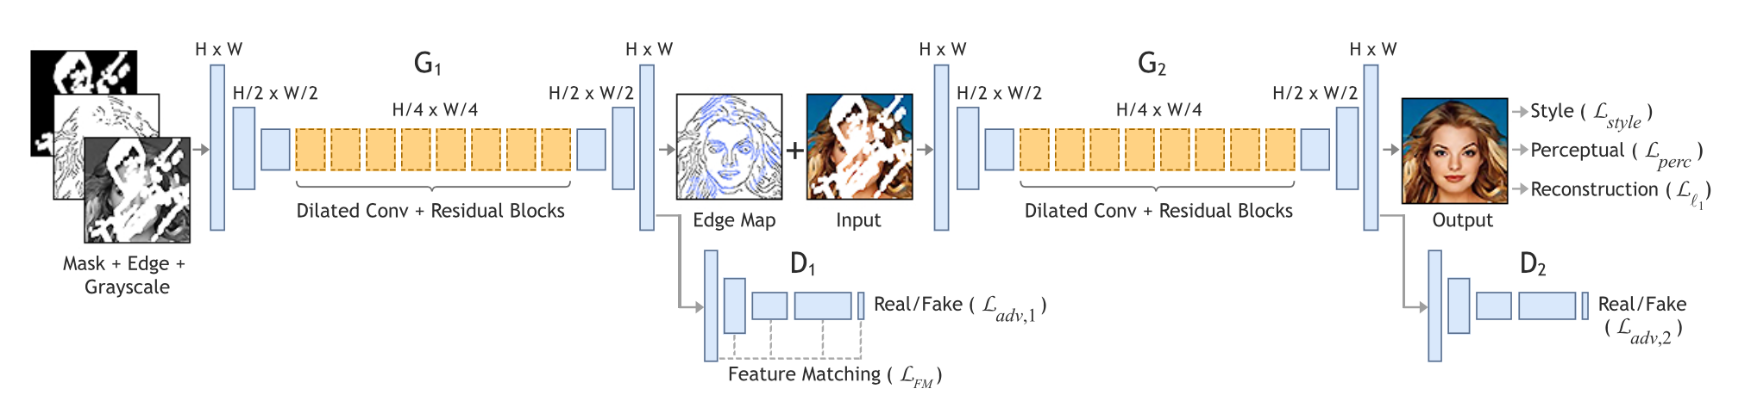 H x W
G1
H/2 x W/2
H/4 x W/4
H/2 x W/2
H x W
Dilated Conv + Residual Blocks
Mask + Edge +
Grayscale
Edge Map
+
Input
H x W
G2
H/2 x W/2
H/4 x W/4
H/2 x W/2
H x W
Dilated Conv + Residual Blocks
Output
Style ( ℒstyle )
Perceptual ( ℒperc )
Reconstruction ( ℒℓ1 )
D1
Real/Fake ( ℒadv,1 )
Feature Matching ( ℒFM )
D2
Real/Fake
( ℒadv,2 )